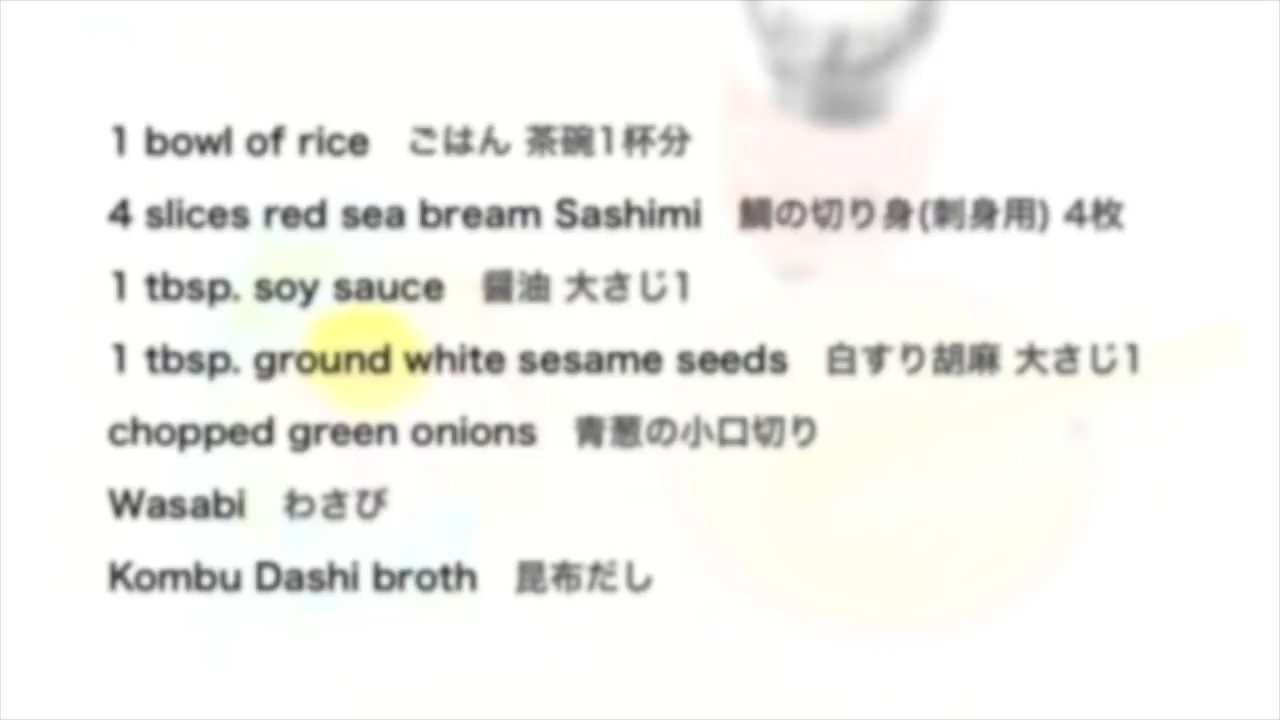 1 bowl of rice ごはん 茶碗1杯分
4 slices red sea bream Sashimi 鯛の切り身(刺身用) 4枚
1 tbsp. soy sauce 醤油 大さじ1
1 tbsp. ground white sesame seeds 白すり胡麻 大さじ1
chopped green onions 青葱の小口切り
Wasabi わさび
Kombu Dashi broth 昆布だし